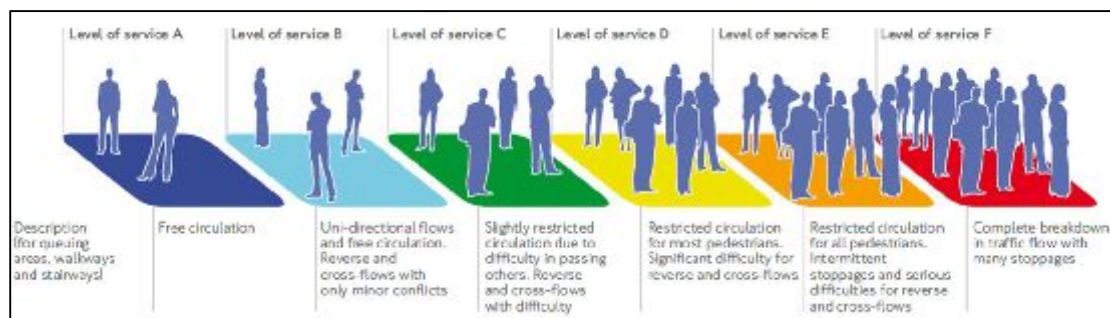 Level of service A
Level of service B
Level of service C
Level of service D
Level of service E
Level of service F
Description
(for queuing
areas, walkways
and stairways)
Free circulation
Uni-directional flows
and free circulation.
Reverse and
cross-flows with
only minor conflicts
Slightly restricted
circulation due to
difficulty in passing
others. Reverse
and cross-flows
with difficulty
Restricted circulation
for most pedestrians.
Significant difficulty for
reverse and cross-flows
Restricted circulation
for all pedestrians.
Intermittent
stoppages and serious
difficulties for reverse
and cross-flows
Complete breakdown
in traffic flow with
many stoppages